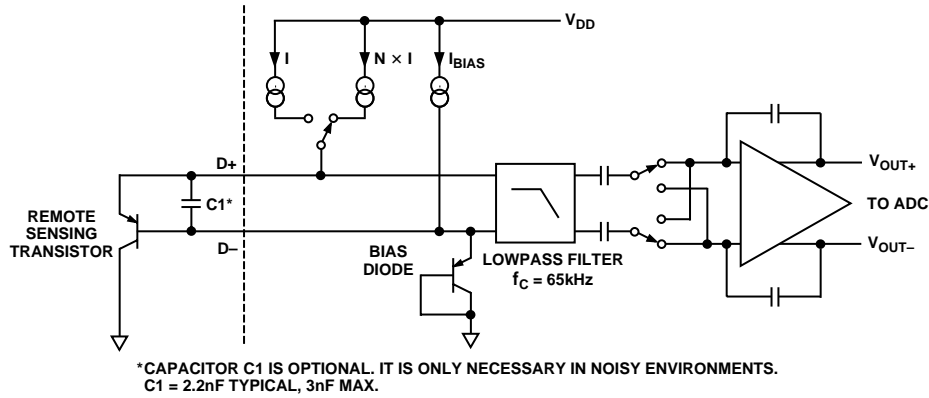 V_DD
I
N × I
I_BIAS
D+
C1*
REMOTE
SENSING
TRANSISTOR
D–
BIAS
DIODE
LOWPASS FILTER
f_C = 65kHz
V_OUT+
TO ADC
V_OUT–
*CAPACITOR C1 IS OPTIONAL. IT IS ONLY NECESSARY IN NOISY ENVIRONMENTS.
C1 = 2.2nF TYPICAL, 3nF MAX.